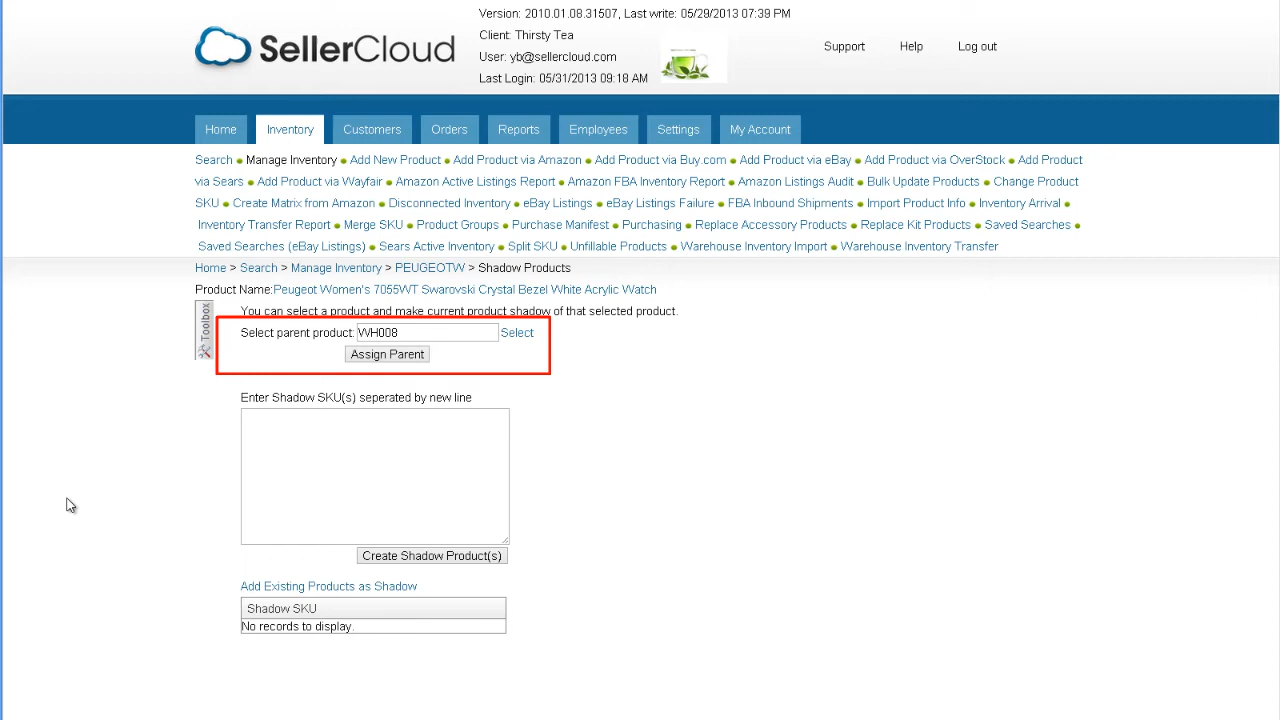 SellerCloud
Version: 2010.01.08.31507, Last write: 05/29/2013 07:39 PM
Client: Thirsty Tea
User: yb@sellercloud.com
Last Login: 05/31/2013 09:18 AM
Support Help Log out
Home Inventory Customers Orders Reports Employees Settings My Account
Search Manage Inventory Add New Product Add Product via Amazon Add Product via Buy.com Add Product via eBay Add Product via OverStock Add Product
via Sears Add Product via Wayfair Amazon Active Listings Report Amazon FBA Inventory Report Amazon Listings Audit Bulk Update Products Change Product
SKU Create Matrix from Amazon Disconnected Inventory eBay Listings eBay Listings Failure FBA Inbound Shipments Import Product Info Inventory Arrival
Inventory Transfer Report Merge SKU Product Groups Purchase Manifest Purchasing Replace Accessory Products Replace Kit Products Saved Searches
Saved Searches (eBay Listings) Sears Active Inventory Split SKU Unfillable Products Warehouse Inventory Import Warehouse Inventory Transfer
Home > Search > Manage Inventory > PEUGEOTW > Shadow Products
Product Name:Peugeot Women's 7055WT Swarovski Crystal Bezel White Acrylic Watch
Toolbox
You can select a product and make current product shadow of that selected product.
Select parent product: WH008 Select
Assign Parent
Enter Shadow SKU(s) seperated by new line
Create Shadow Product(s)
Add Existing Products as Shadow
Shadow SKU
No records to display.